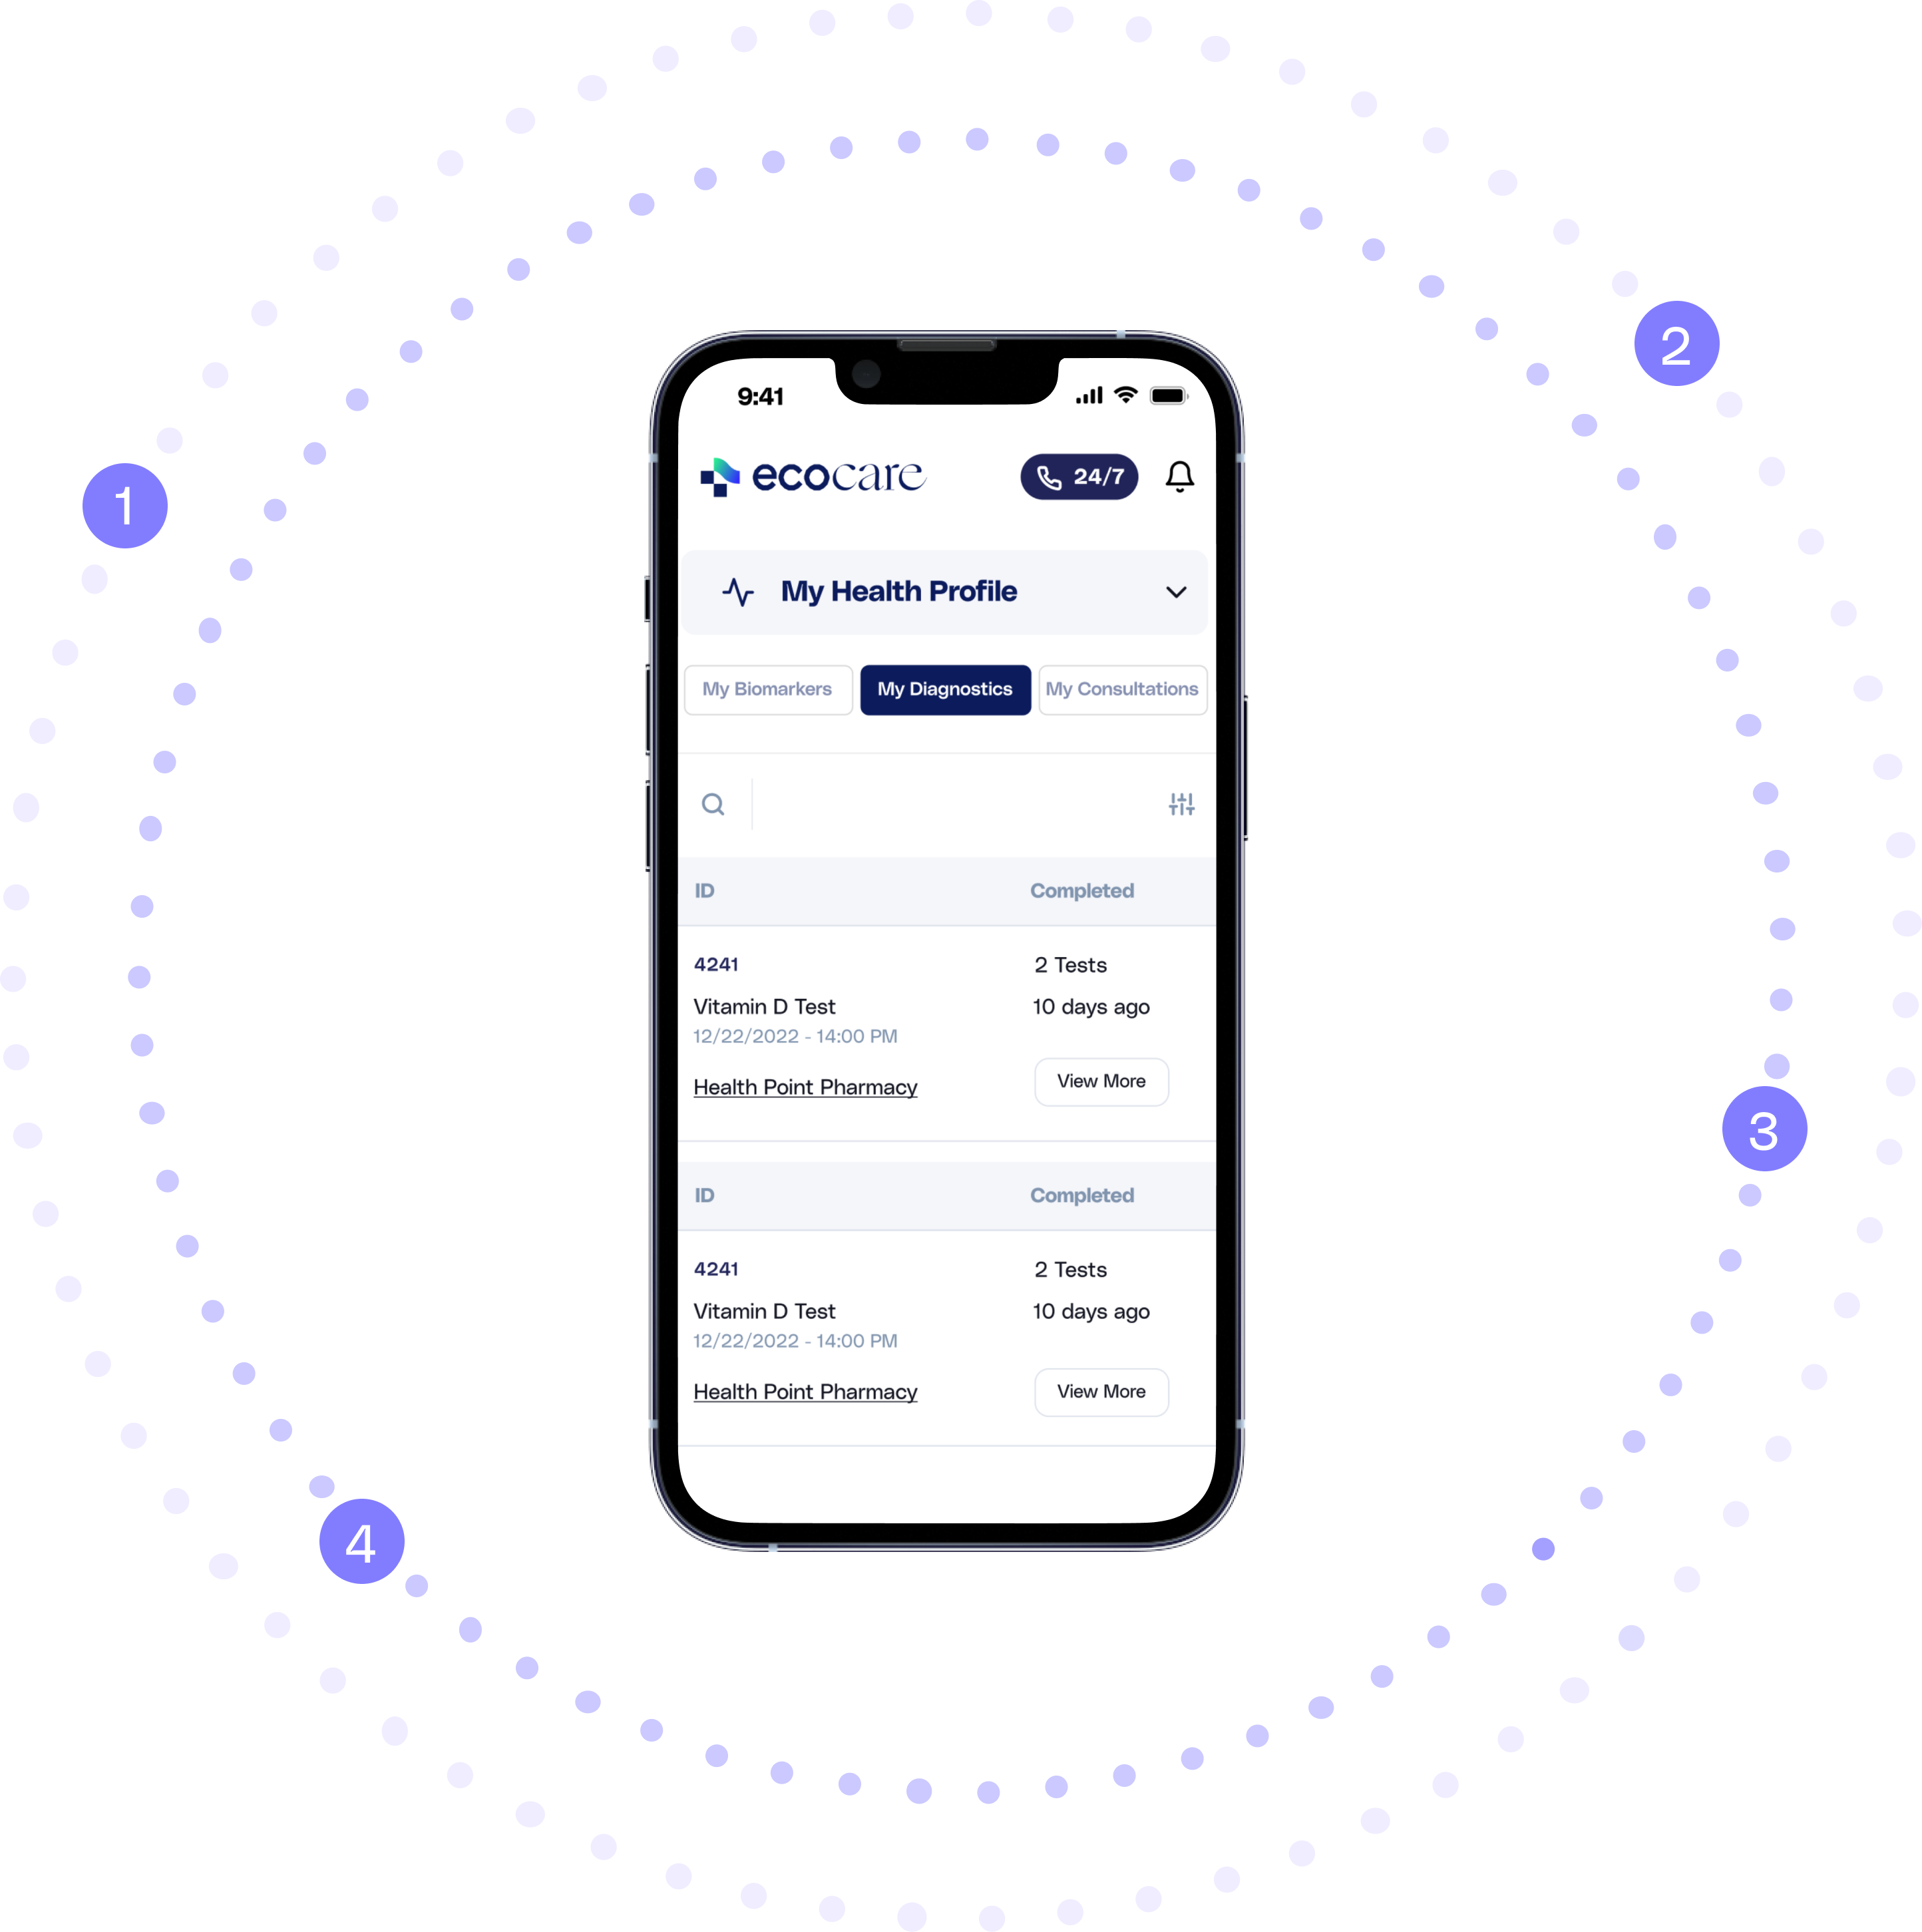 2
9:41
1
ecocare
24/7
My Health Profile
My Biomarkers
My Diagnostics
My Consultations
ID
Completed
4241
2 Tests
Vitamin D Test
10 days ago
12/22/2022 - 14:00 PM
Health Point Pharmacy
View More
3
ID
Completed
4241
2 Tests
Vitamin D Test
10 days ago
12/22/2022 - 14:00 PM
Health Point Pharmacy
View More
4